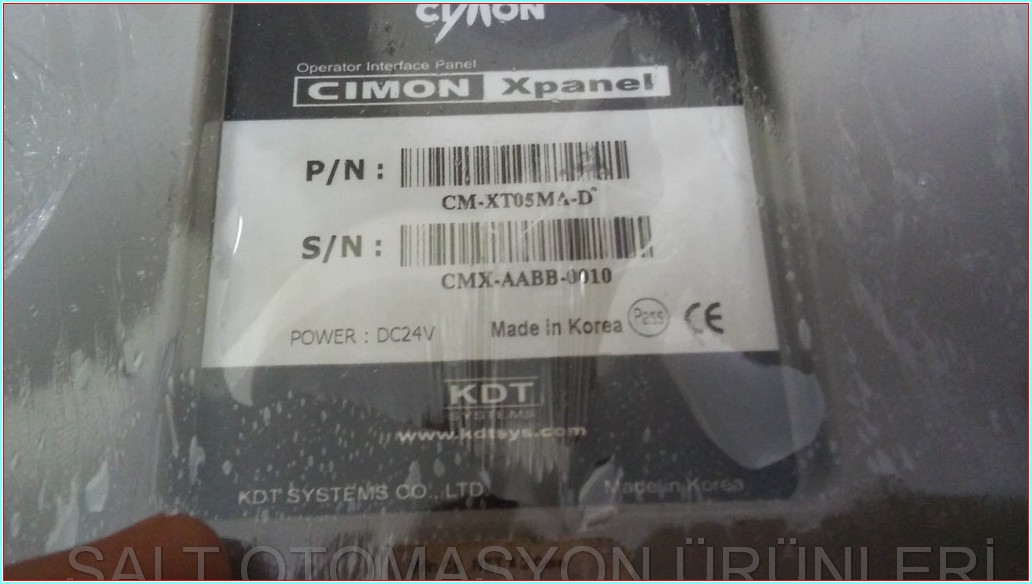 CIMON
Operator Interface Panel
CIMON Xpanel
P/N :
CM-XT05MA-D
S/N :
CMX-AABB-0010
POWER : DC24V Made in Korea Pass CE
KDT
SYSTEMS
www.kdtsys.com
KDT SYSTEMS CO., LTD. Made in Korea
SALT OTOMASYON ÜRÜNLERİ